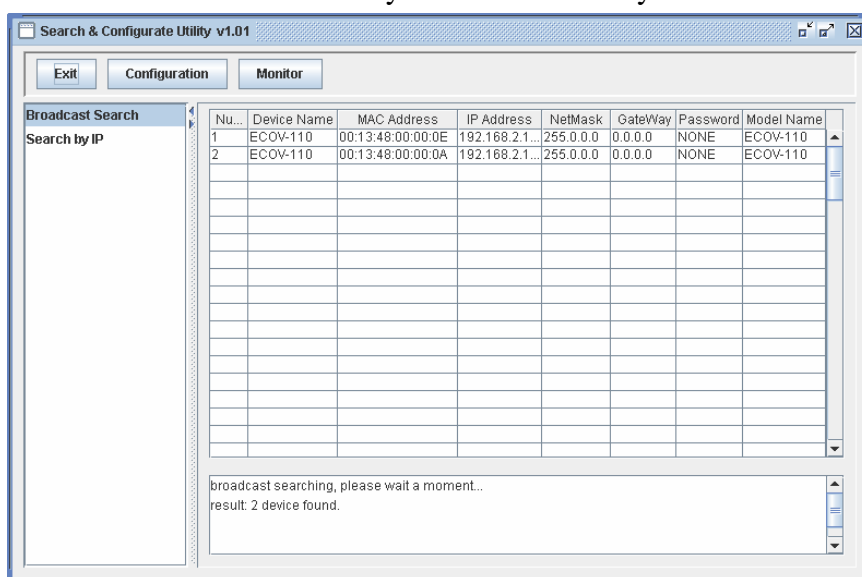 Search & Configurate Utility v1.01
Exit Configuration Monitor
Broadcast Search
Search by IP
Nu... Device Name MAC Address IP Address NetMask GateWay Password Model Name
1 ECOV-110 00:13:48:00:00:0E 192.168.2.1... 255.0.0.0 0.0.0.0 NONE ECOV-110
2 ECOV-110 00:13:48:00:00:0A 192.168.2.1... 255.0.0.0 0.0.0.0 NONE ECOV-110
broadcast searching, please wait a moment...
result: 2 device found.